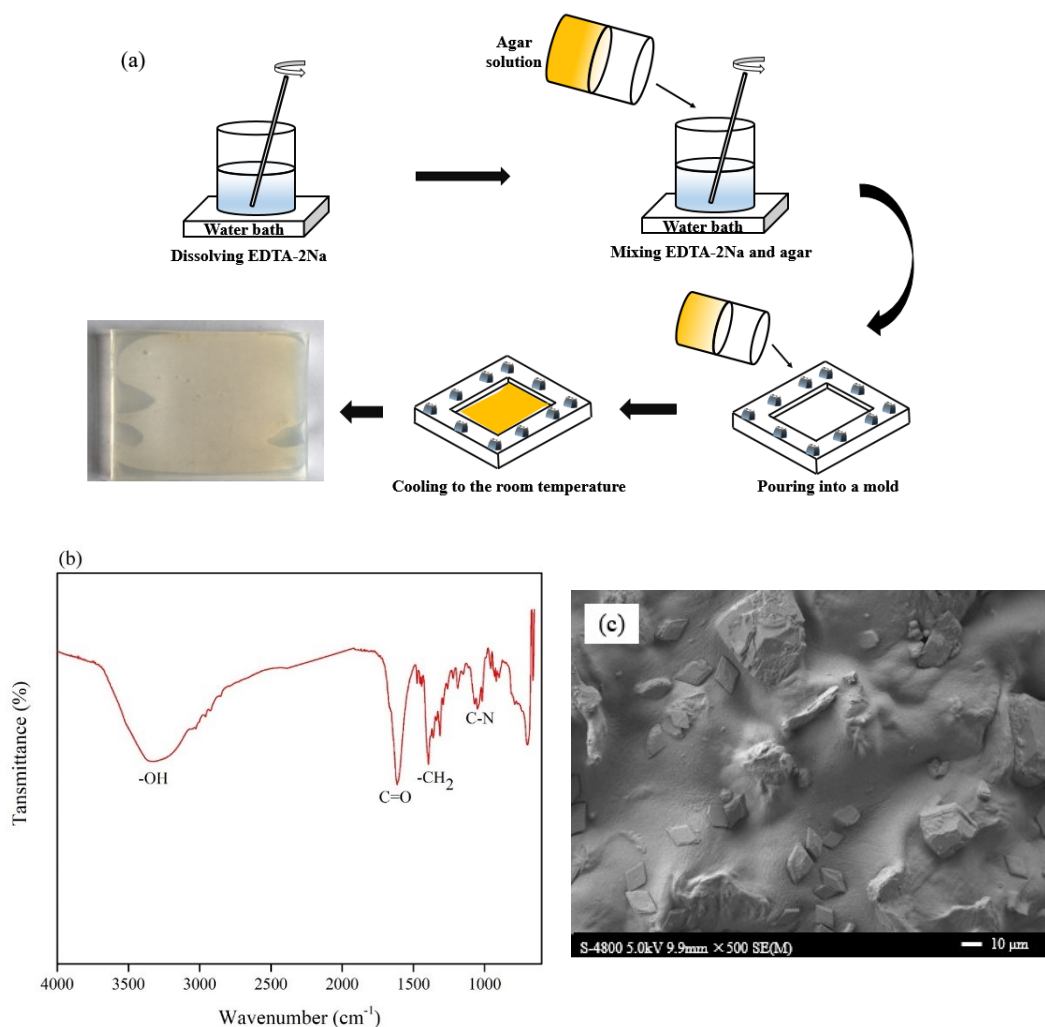 (a)
Agar
solution
Water bath
Dissolving EDTA-2Na
Water bath
Mixing EDTA-2Na and agar
Cooling to the room temperature
Pouring into a mold
(b)
Tansmittance (%)
-OH
C=O
-CH2
C-N
4000 3500 3000 2500 2000 1500 1000
Wavenumber (cm-1)
(c)
S-4800 5.0kV 9.9mm ×500 SE(M)
10 μm